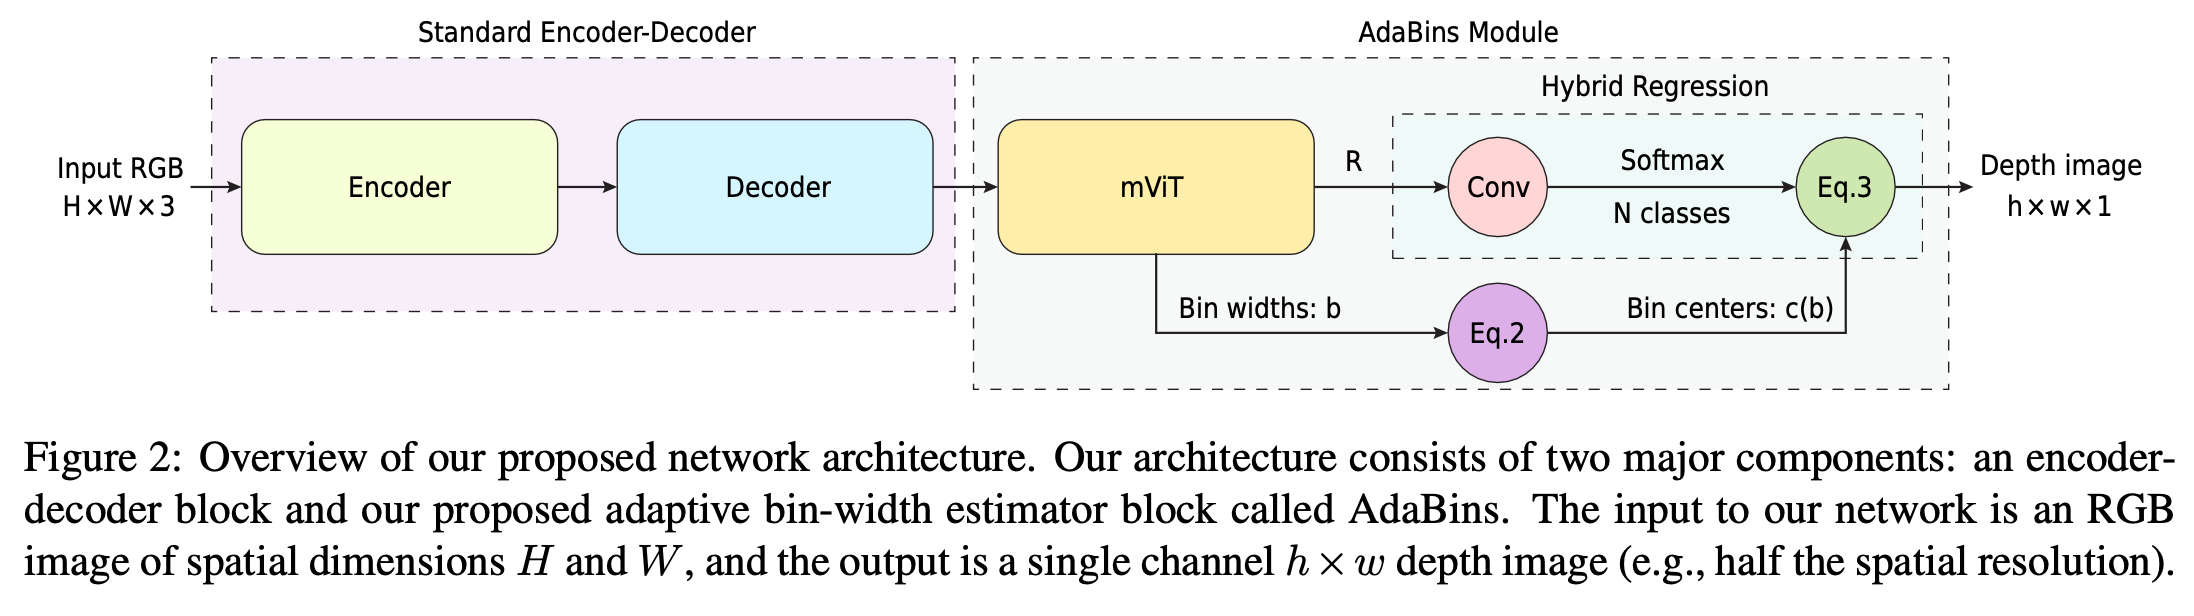 Standard Encoder-Decoder
AdaBins Module
Hybrid Regression
Input RGB
H×W×3
Encoder
Decoder
mViT
R
Conv
Softmax
N classes
Eq.3
Depth image
h×w×1
Bin widths: b
Eq.2
Bin centers: c(b)
Figure 2: Overview of our proposed network architecture. Our architecture consists of two major components: an encoder-
decoder block and our proposed adaptive bin-width estimator block called AdaBins. The input to our network is an RGB
image of spatial dimensions H and W, and the output is a single channel h × w depth image (e.g., half the spatial resolution).